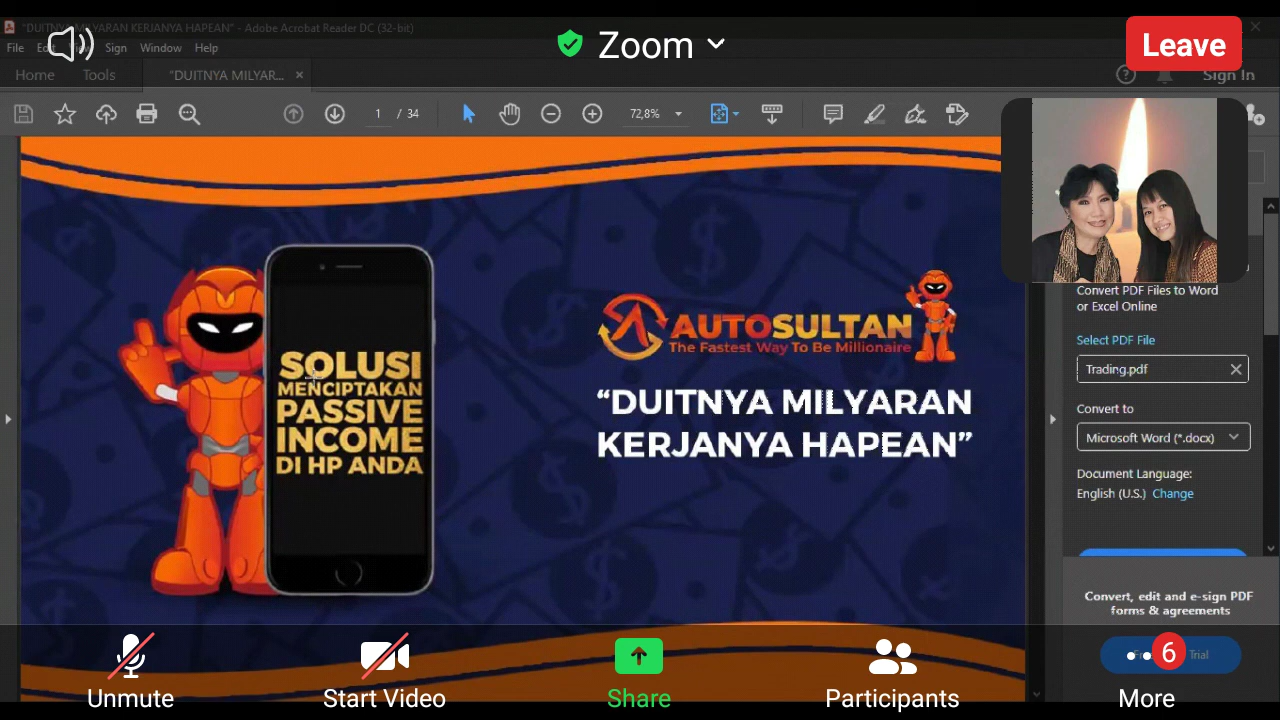 "DUITNYA MILYARAN KERJANYA HAPEAN" - Adobe Acrobat Reader DC (32-bit)
Zoom
Leave
File
Sign
Window
Help
Home
Tools
"DUITNYA MILYAR...
Sign In
1 / 34
72,8%
SOLUSI
MENCIPTAKAN
PASSIVE
INCOME
DI HP ANDA
AUTOSULTAN
The Fastest Way To Be Millionaire
“DUITNYA MILYARAN
KERJANYA HAPEAN”
Convert PDF Files to Word
or Excel Online
Select PDF File
Trading.pdf
Convert to
Microsoft Word (*.docx)
Document Language:
English (U.S.) Change
Convert, edit and e-sign PDF
forms & agreements
Trial
6
Unmute
Start Video
Share
Participants
More